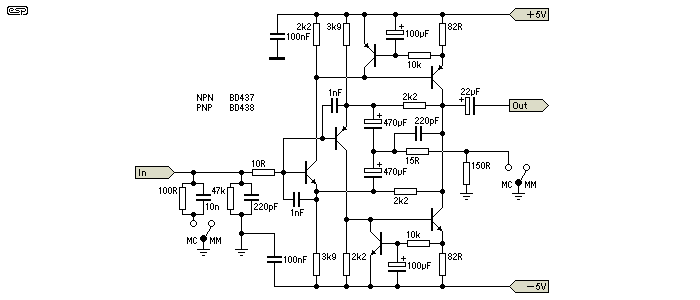 esp
+5V
2k2
3k9
100µF
82R
100nF
10k
NPN BD437
PNP BD438
1nF
2k2
22µF
Out
470µF
220pF
In
10R
15R
150R
470µF
100R
10n
47k
220pF
1nF
2k2
MC
MM
MC
MM
10k
100nF
3k9
2k2
100µF
82R
−5V